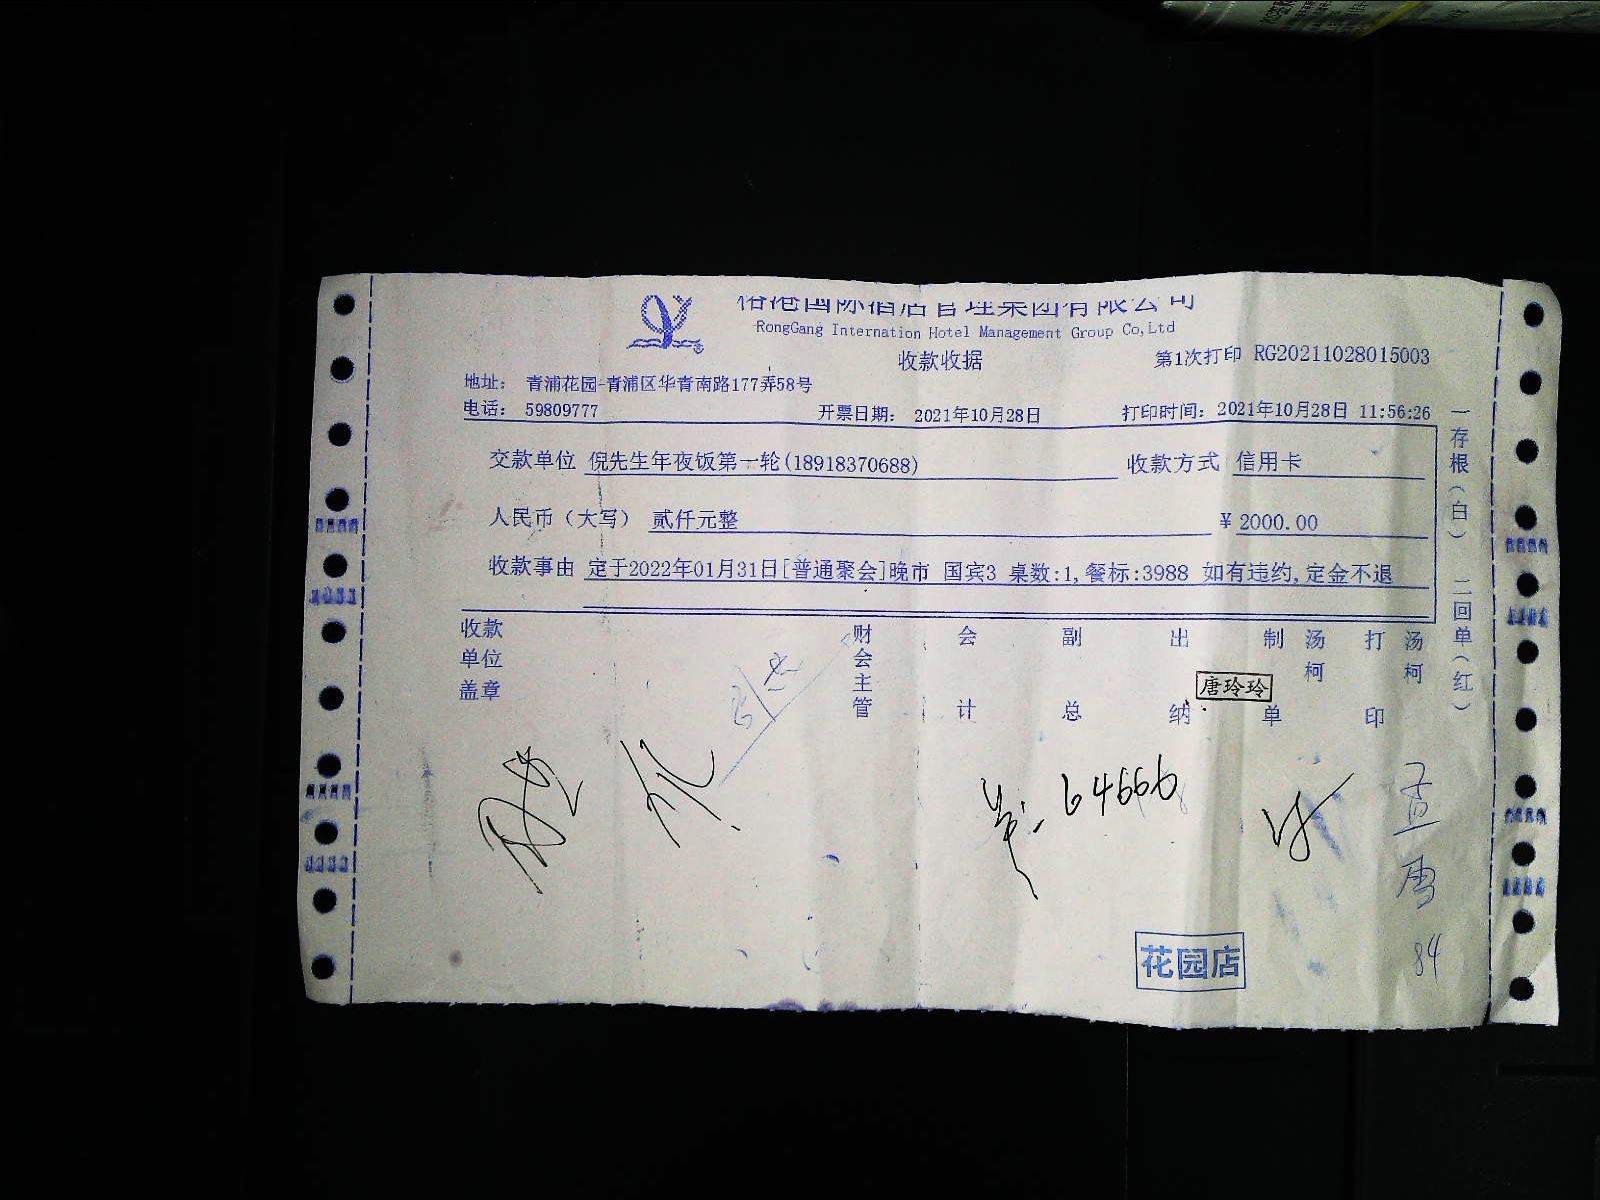 港国际酒店管理集团有限公司
RongGang Internation Hotel Management Group Co,Ltd
收款收据
第1次打印 RG20211028015003
地址： 青浦花园-青浦区华青南路177弄58号
电话： 59809777 开票日期： 2021年10月28日 打印时间： 2021年10月28日 11:56:26
交款单位 倪先生年夜饭第一轮(18918370688) 收款方式 信用卡
人民币（大写） 贰仟元整 ￥ 2000.00
收款事由 定于2022年01月31日[普通聚会]晚市 国宾3 桌数:1,餐标:3988 如有违约,定金不退
一存根(白) 二回单(红)
收款单位盖章
财会主管
会计
副总
出纳
唐玲玲
制单
汤柯
打印
汤柯
64666
孟
唐
84
花园店